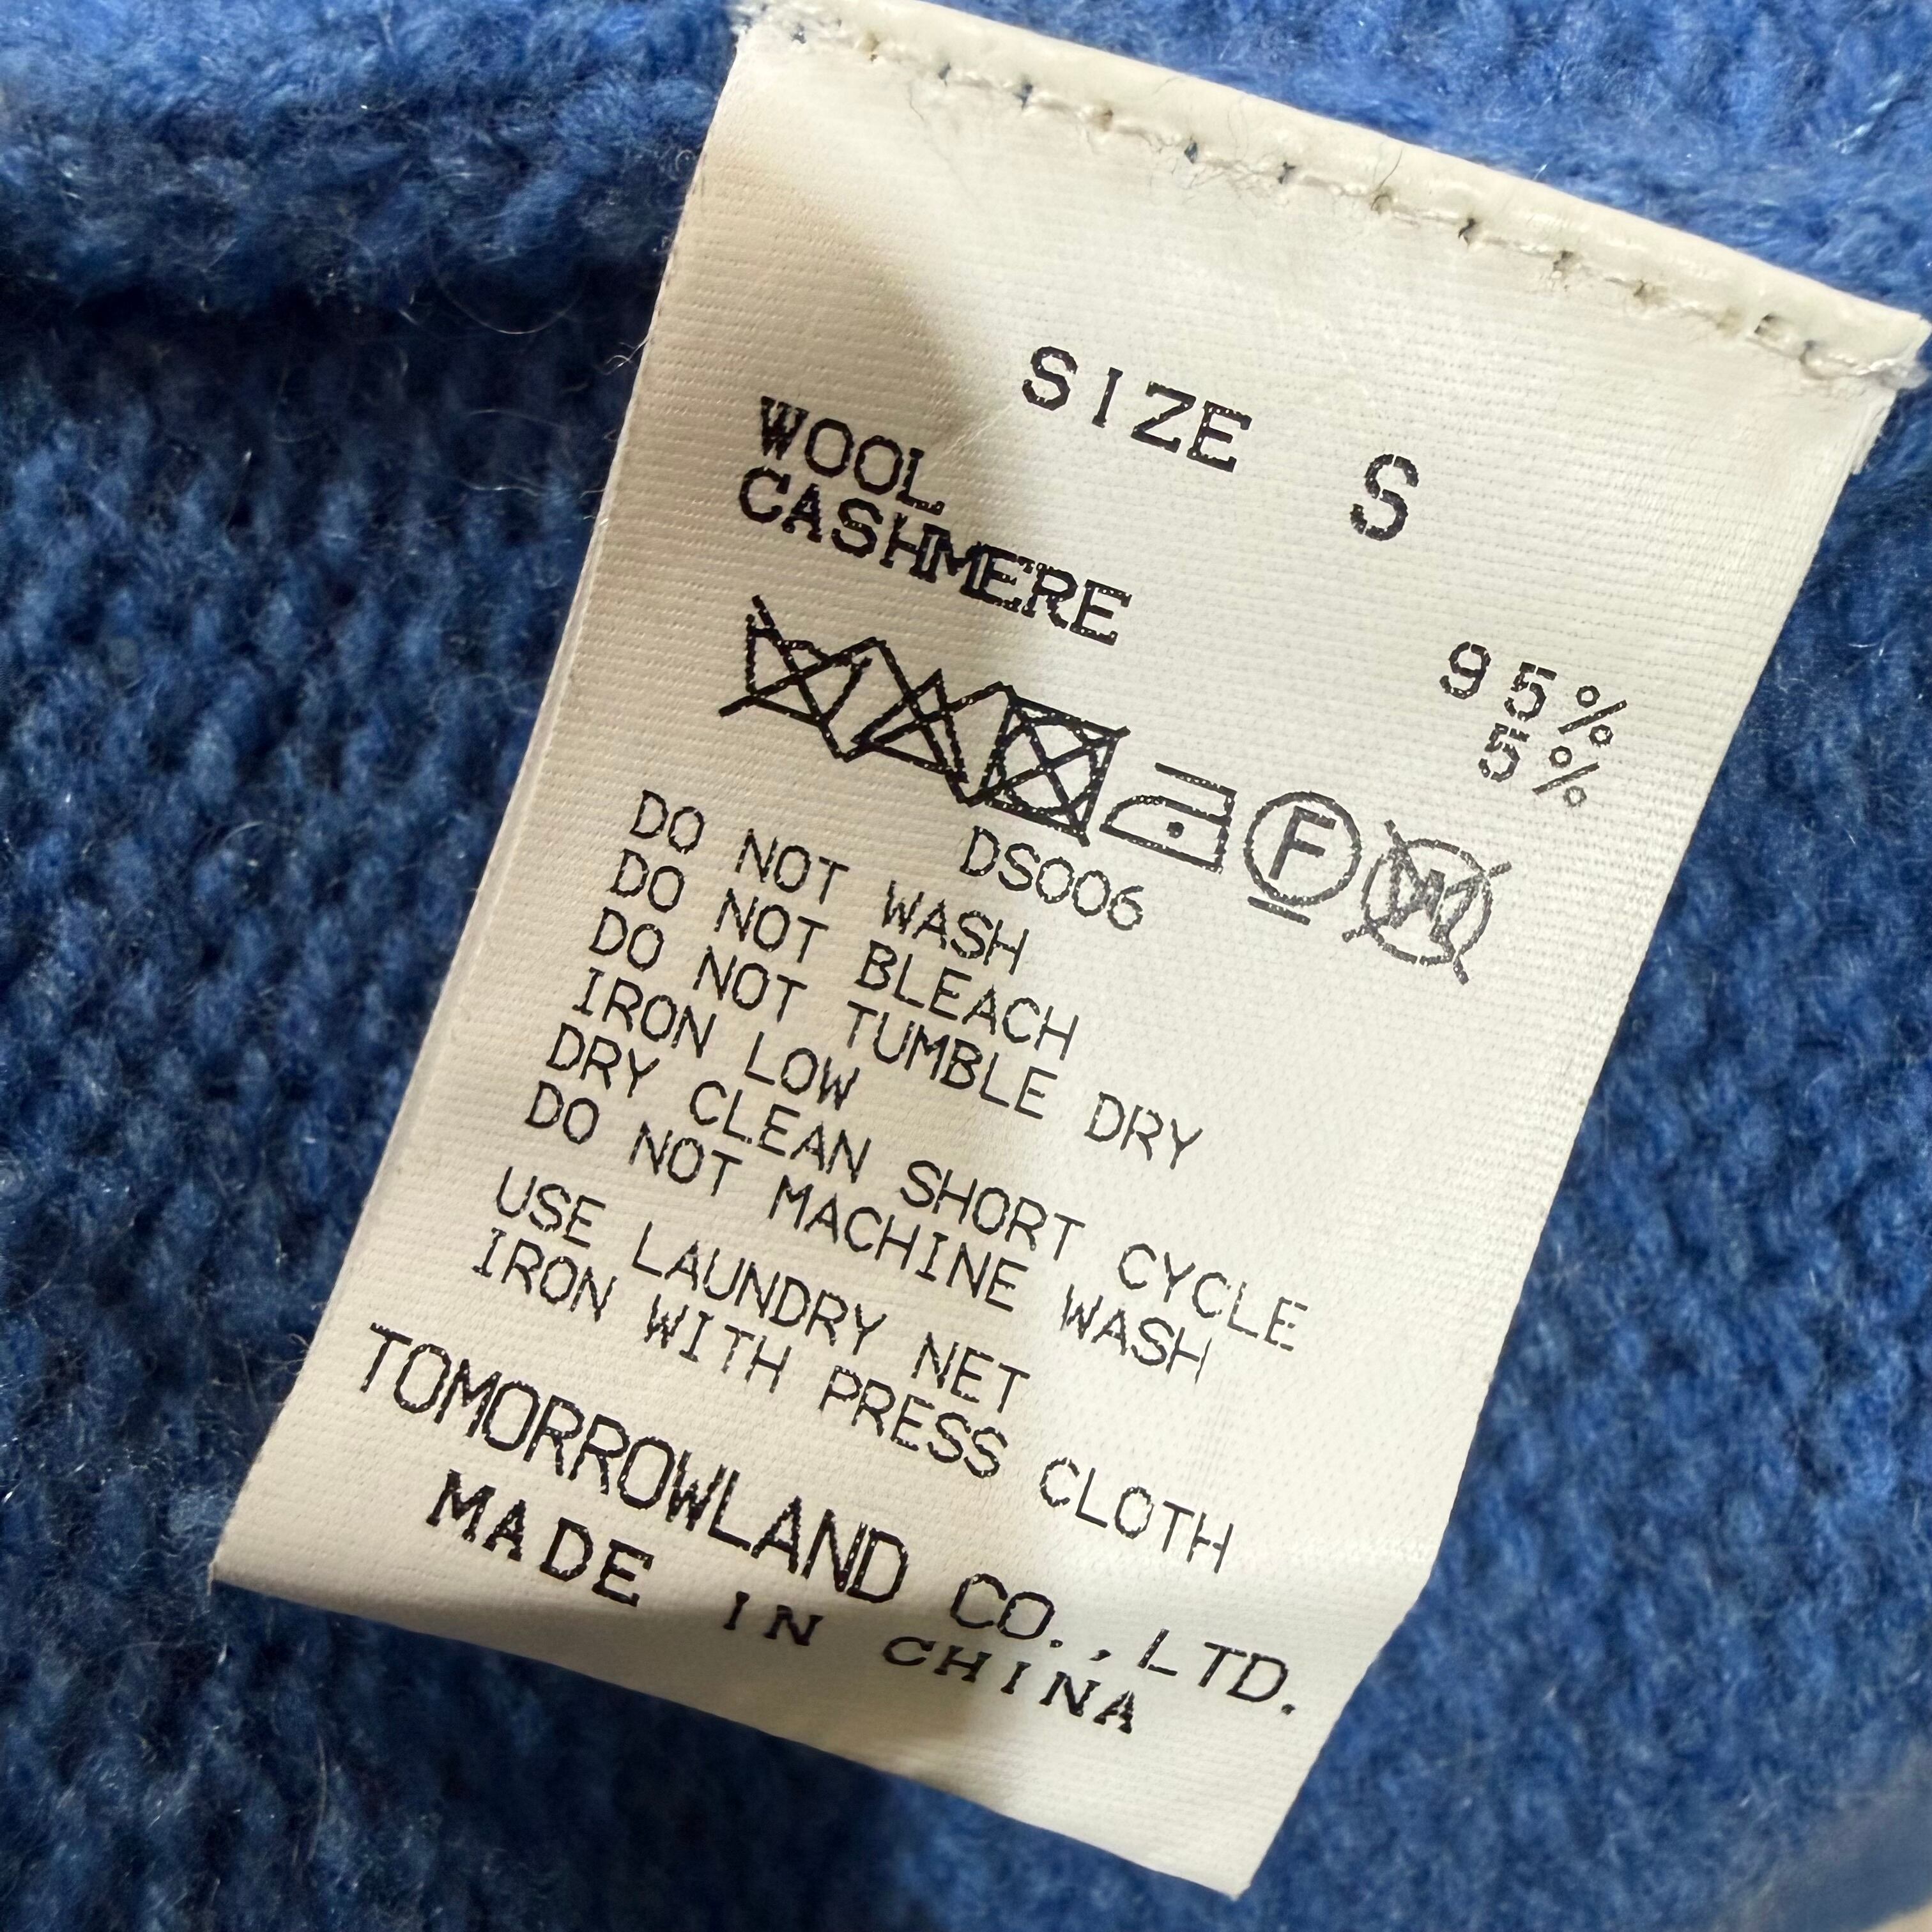 SIZE S
WOOL 95%
CASHMERE 5%
F W
DS006
DO NOT WASH
DO NOT BLEACH
DO NOT TUMBLE DRY
IRON LOW
DRY CLEAN SHORT CYCLE
DO NOT MACHINE WASH
USE LAUNDRY NET
IRON WITH PRESS CLOTH
TOMORROWLAND CO.,LTD.
MADE IN CHINA